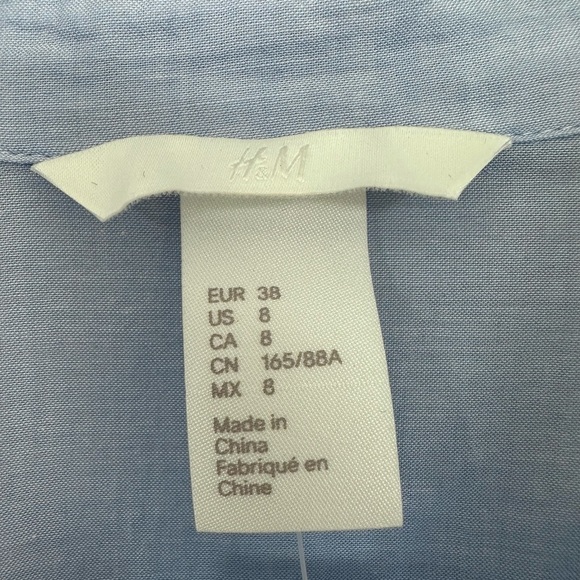 H&M
EUR 38
US 8
CA 8
CN 165/88A
MX 8
Made in
China
Fabriqué en
Chine